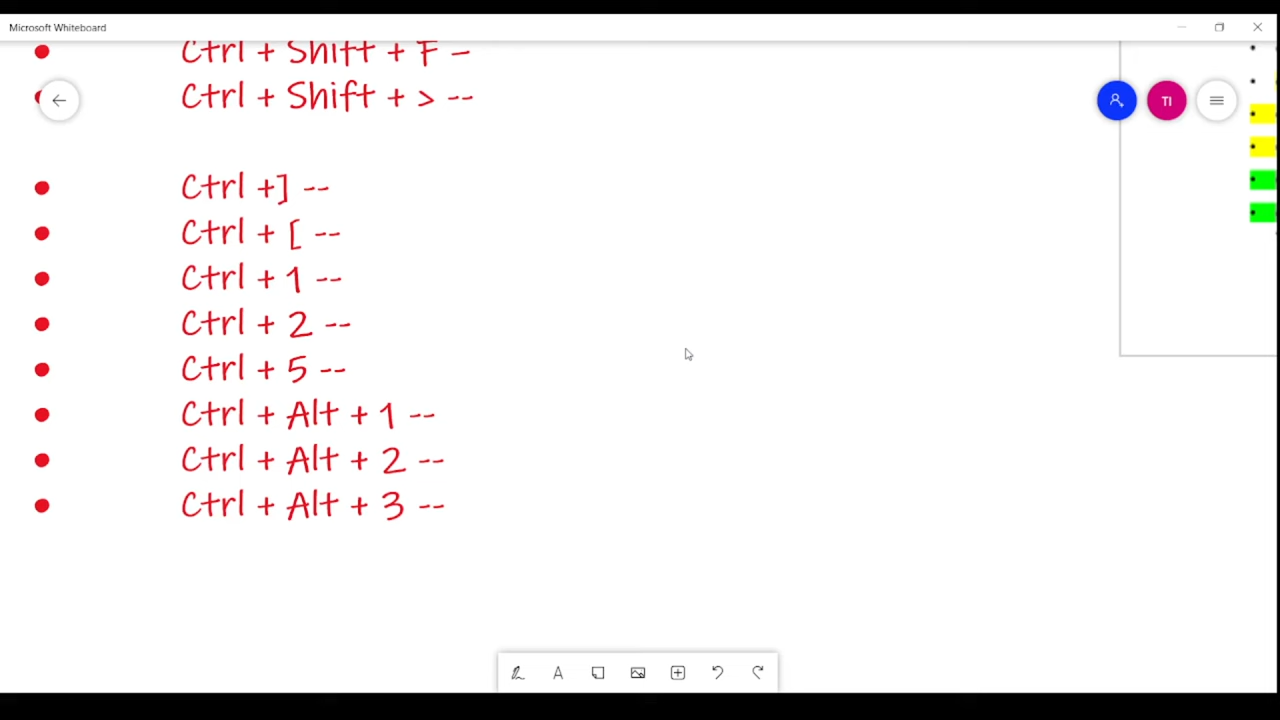 Microsoft Whiteboard
Ctrl + Shift + F -
Ctrl + Shift + > --
TI
Ctrl +] --
Ctrl + [ --
Ctrl + 1 --
Ctrl + 2 --
Ctrl + 5 --
Ctrl + Alt + 1 --
Ctrl + Alt + 2 --
Ctrl + Alt + 3 --